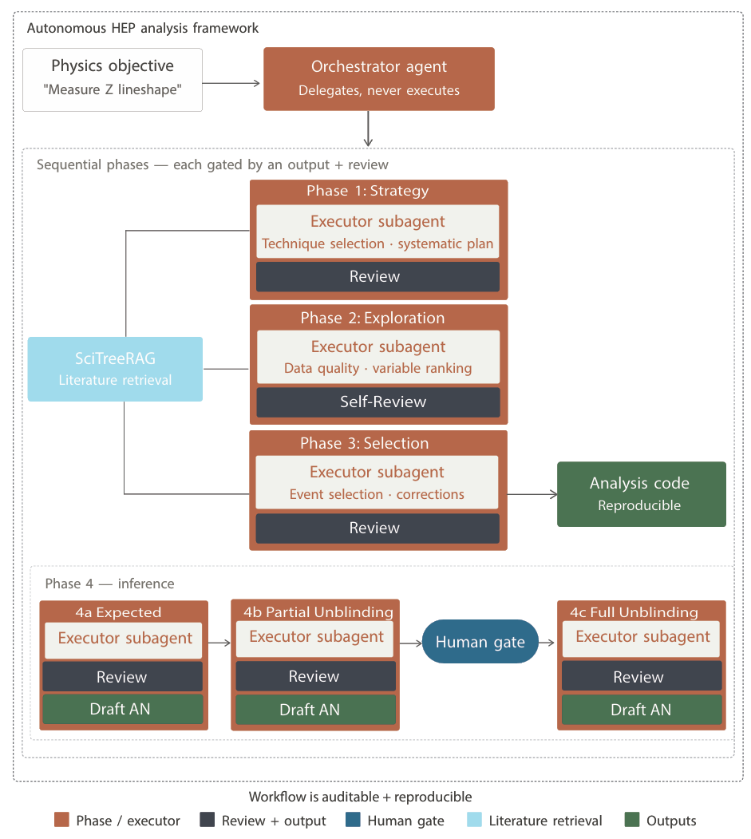 Autonomous HEP analysis framework
Physics objective
"Measure Z lineshape"
Orchestrator agent
Delegates, never executes
Sequential phases — each gated by an output + review
Phase 1: Strategy
Executor subagent
Technique selection · systematic plan
Review
Phase 2: Exploration
Executor subagent
Data quality · variable ranking
Self-Review
SciTreeRAG
Literature retrieval
Phase 3: Selection
Executor subagent
Event selection · corrections
Review
Analysis code
Reproducible
Phase 4 — inference
4a Expected
Executor subagent
Review
Draft AN
4b Partial Unblinding
Executor subagent
Review
Draft AN
Human gate
4c Full Unblinding
Executor subagent
Review
Draft AN
Workflow is auditable + reproducible
Phase / executor
Review + output
Human gate
Literature retrieval
Outputs